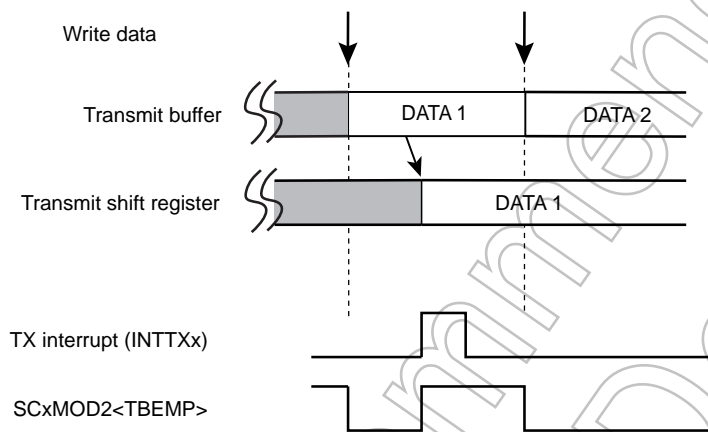 Write data
Transmit buffer
DATA 1
DATA 2
Transmit shift register
DATA 1
TX interrupt (INTTXx)
SCxMOD2<TBEMP>